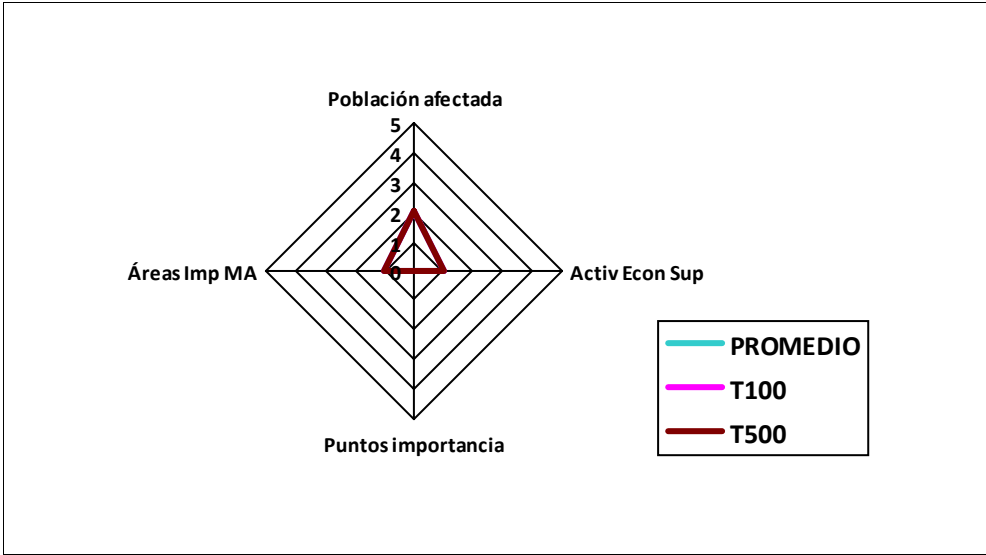 Población afectada
5
4
3
2
1
0
Áreas Imp MA
Activ Econ Sup
Puntos importancia
PROMEDIO
T100
T500